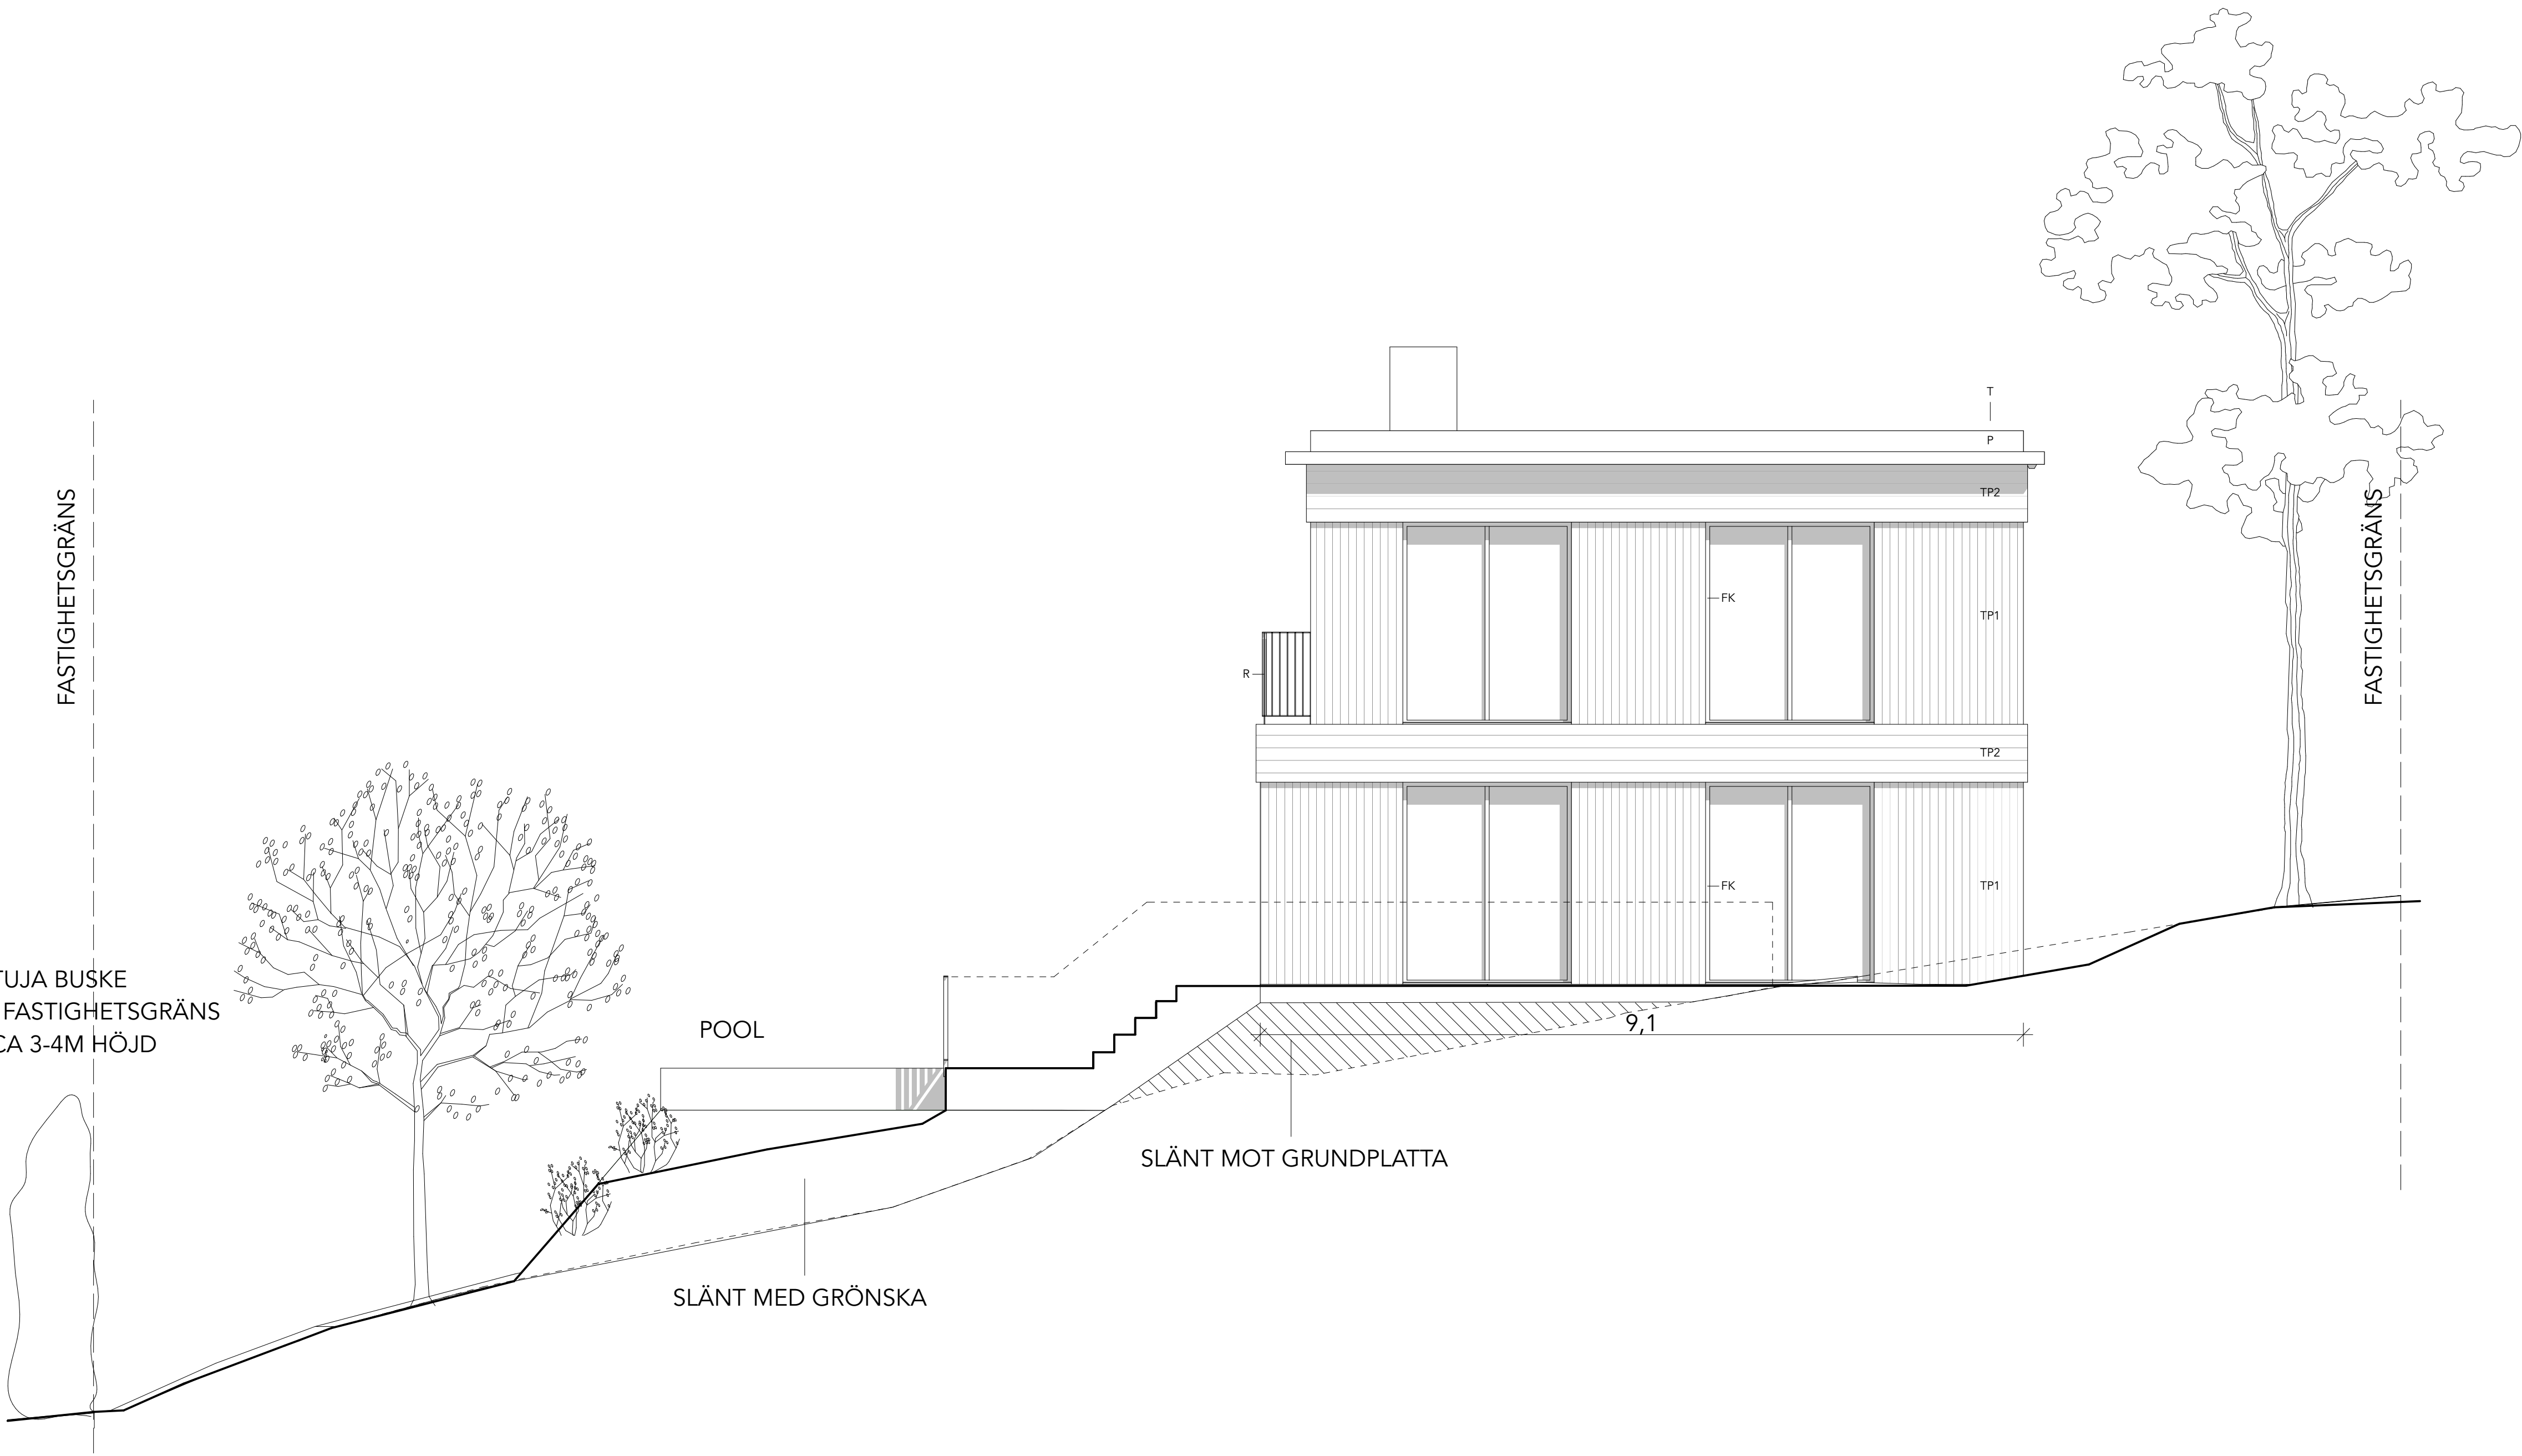 T
P
TP2
FASTIGHETSGRÄNS
FASTIGHETSGRÄNS
FK
TP1
R
TP2
FK
TP1
TUJA BUSKE
FASTIGHETSGRÄNS
CA 3-4M HÖJD
POOL
9,1
SLÄNT MOT GRUNDPLATTA
SLÄNT MED GRÖNSKA